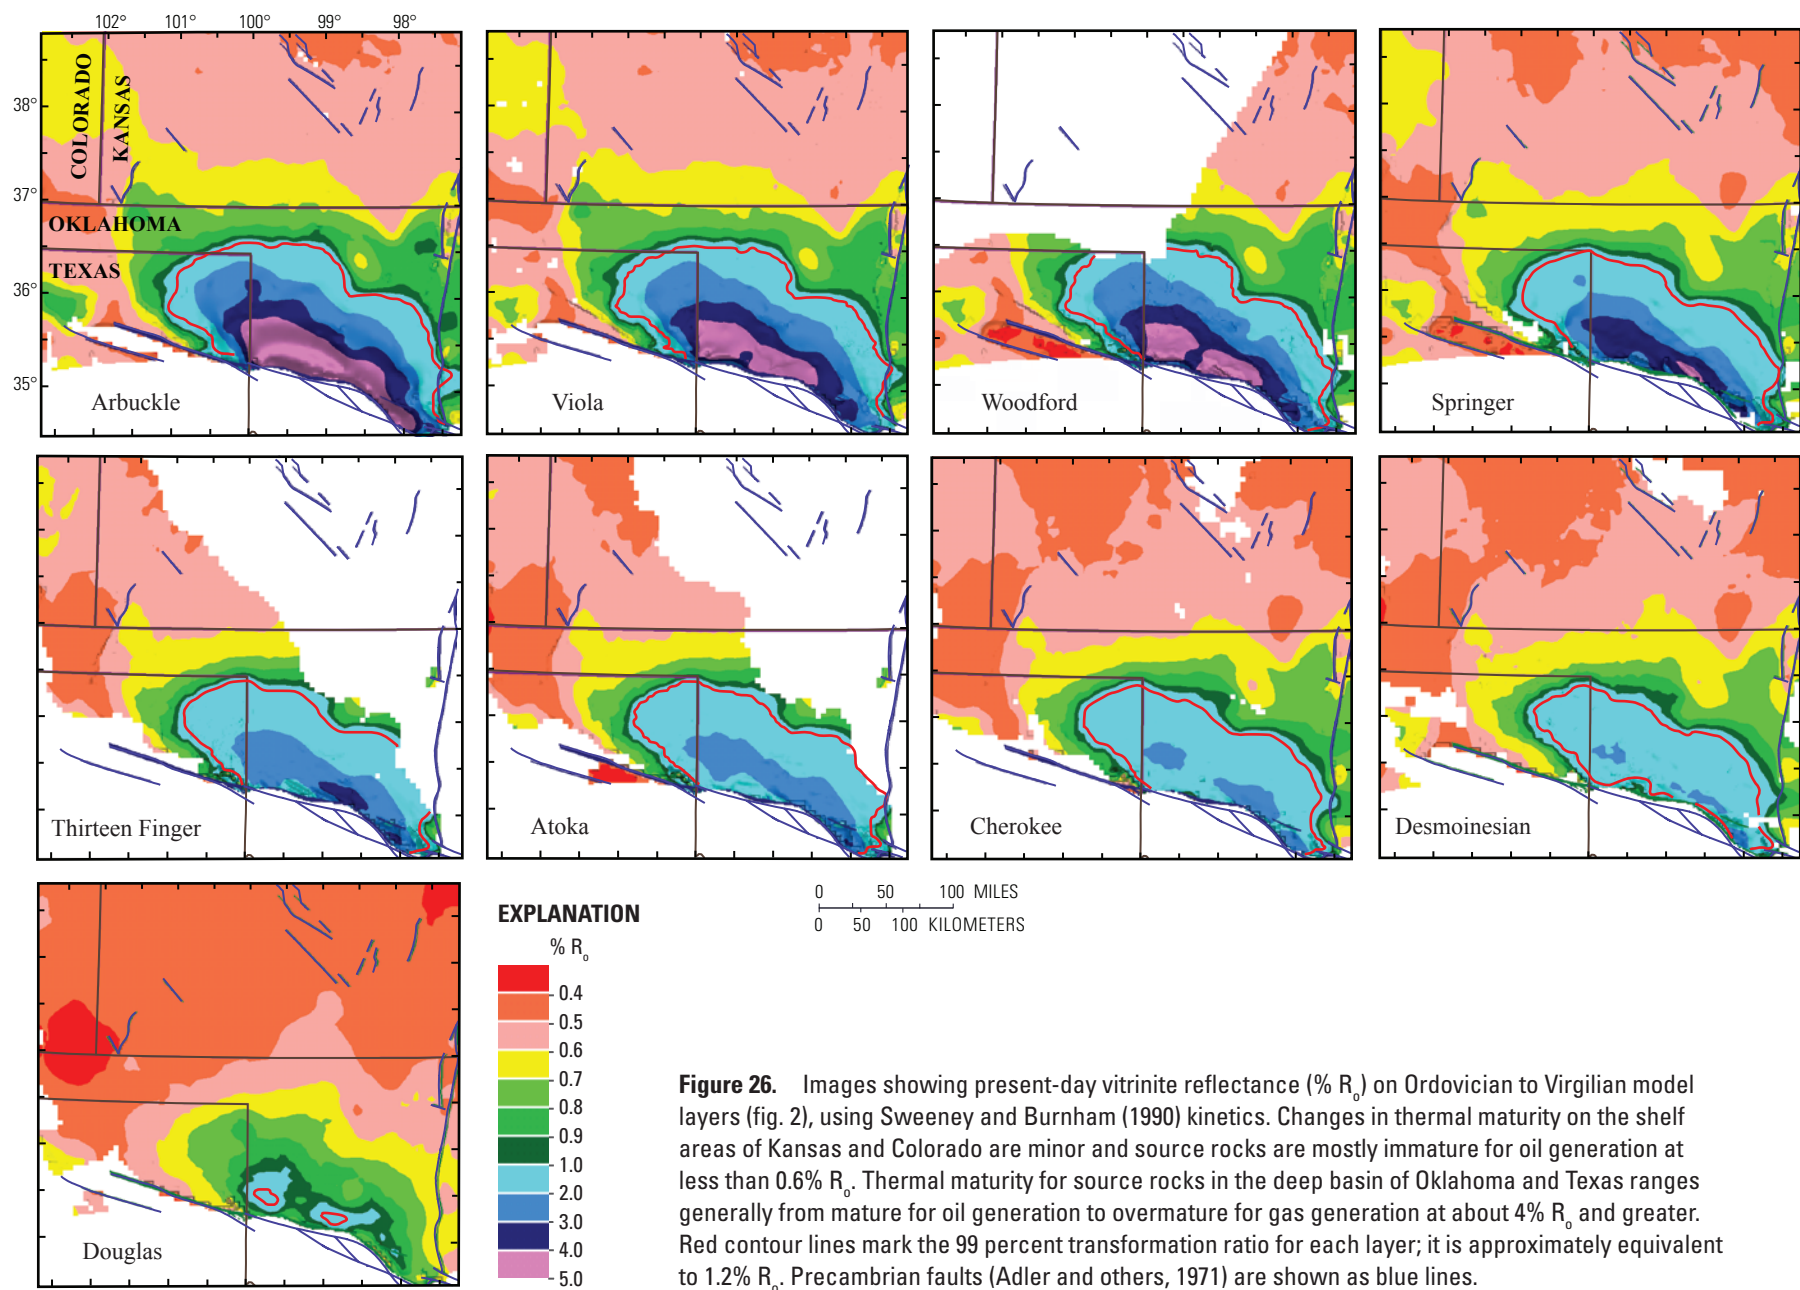 102° 101° 100° 99° 98°
COLORADO
KANSAS
38°
37°
OKLAHOMA
TEXAS
36°
35°
Arbuckle
Viola
Woodford
Springer
Thirteen Finger
Atoka
Cherokee
Desmoinesian
Douglas
0 50 100 MILES
0 50 100 KILOMETERS
EXPLANATION
% Ro
0.4
0.5
0.6
0.7
0.8
0.9
1.0
2.0
3.0
4.0
5.0
Figure 26. Images showing present-day vitrinite reflectance (% Ro) on Ordovician to Virgilian model
layers (fig. 2), using Sweeney and Burnham (1990) kinetics. Changes in thermal maturity on the shelf
areas of Kansas and Colorado are minor and source rocks are mostly immature for oil generation at
less than 0.6% Ro. Thermal maturity for source rocks in the deep basin of Oklahoma and Texas ranges
generally from mature for oil generation to overmature for gas generation at about 4% Ro and greater.
Red contour lines mark the 99 percent transformation ratio for each layer; it is approximately equivalent
to 1.2% Ro. Precambrian faults (Adler and others, 1971) are shown as blue lines.